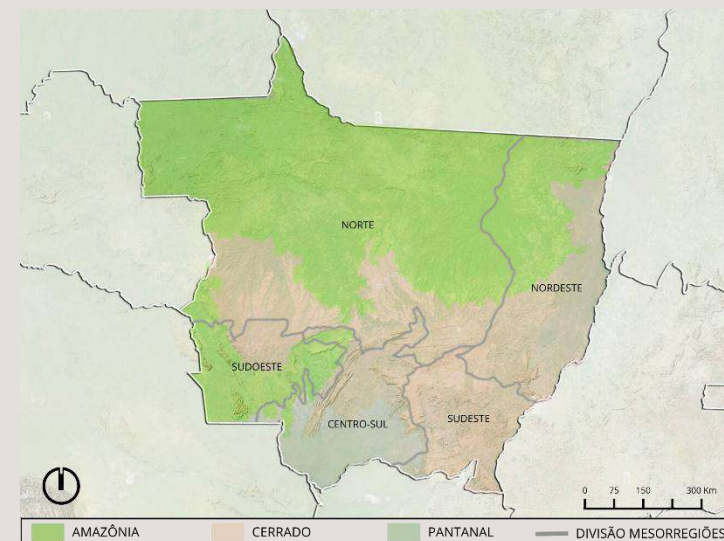 NORTE
NORDESTE
SUDOESTE
CENTRO-SUL
SUDESTE
0 75 150 300 Km
AMAZÔNIA CERRADO PANTANAL DIVISÃO MESORREGIÕES